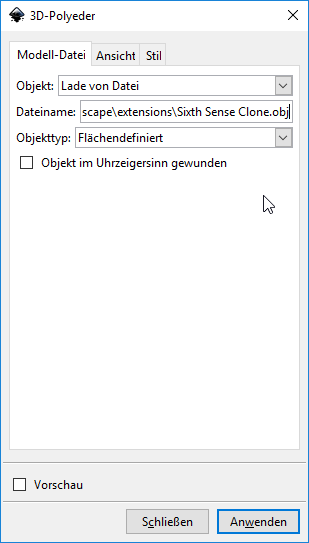 3D-Polyeder
Modell-Datei Ansicht Stil
Objekt: Lade von Datei
Dateiname: scape\extensions\Sixth Sense Clone.obj
Objekttyp: Flächendefiniert
Objekt im Uhrzeigersinn gewunden
Vorschau
Schließen Anwenden